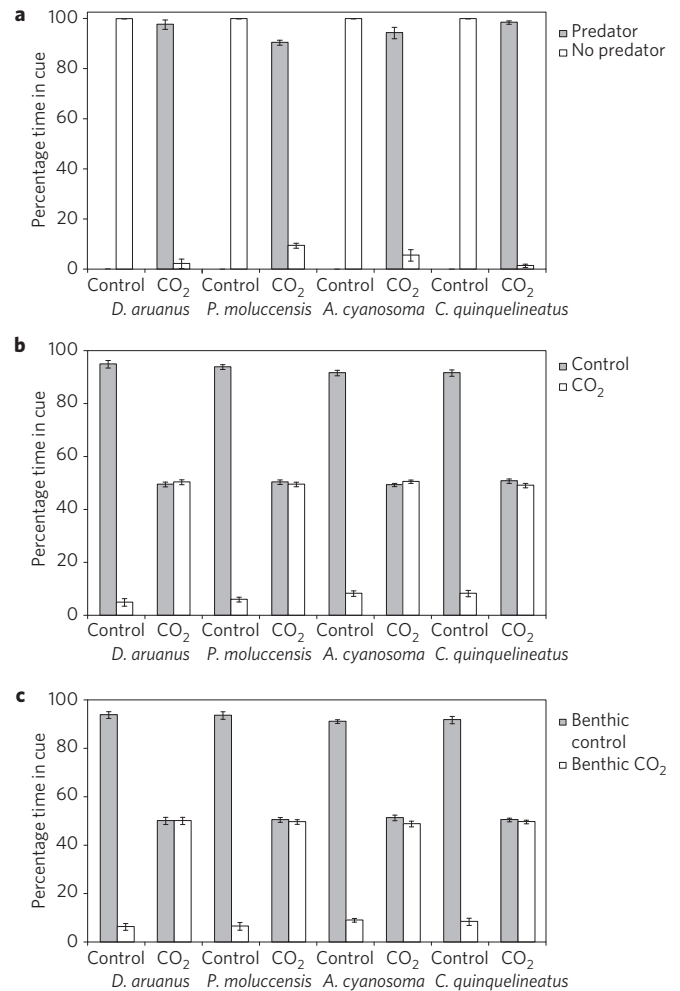 a
Percentage time in cue
100
80
60
40
20
0
Predator
No predator
Control CO₂ Control CO₂ Control CO₂ Control CO₂
D. aruanus P. moluccensis A. cyanosoma C. quinquelineatus
b
Percentage time in cue
100
80
60
40
20
0
Control
CO₂
Control CO₂ Control CO₂ Control CO₂ Control CO₂
D. aruanus P. moluccensis A. cyanosoma C. quinquelineatus
c
Percentage time in cue
100
80
60
40
20
0
Benthic
control
Benthic CO₂
Control CO₂ Control CO₂ Control CO₂ Control CO₂
D. aruanus P. moluccensis A. cyanosoma C. quinquelineatus